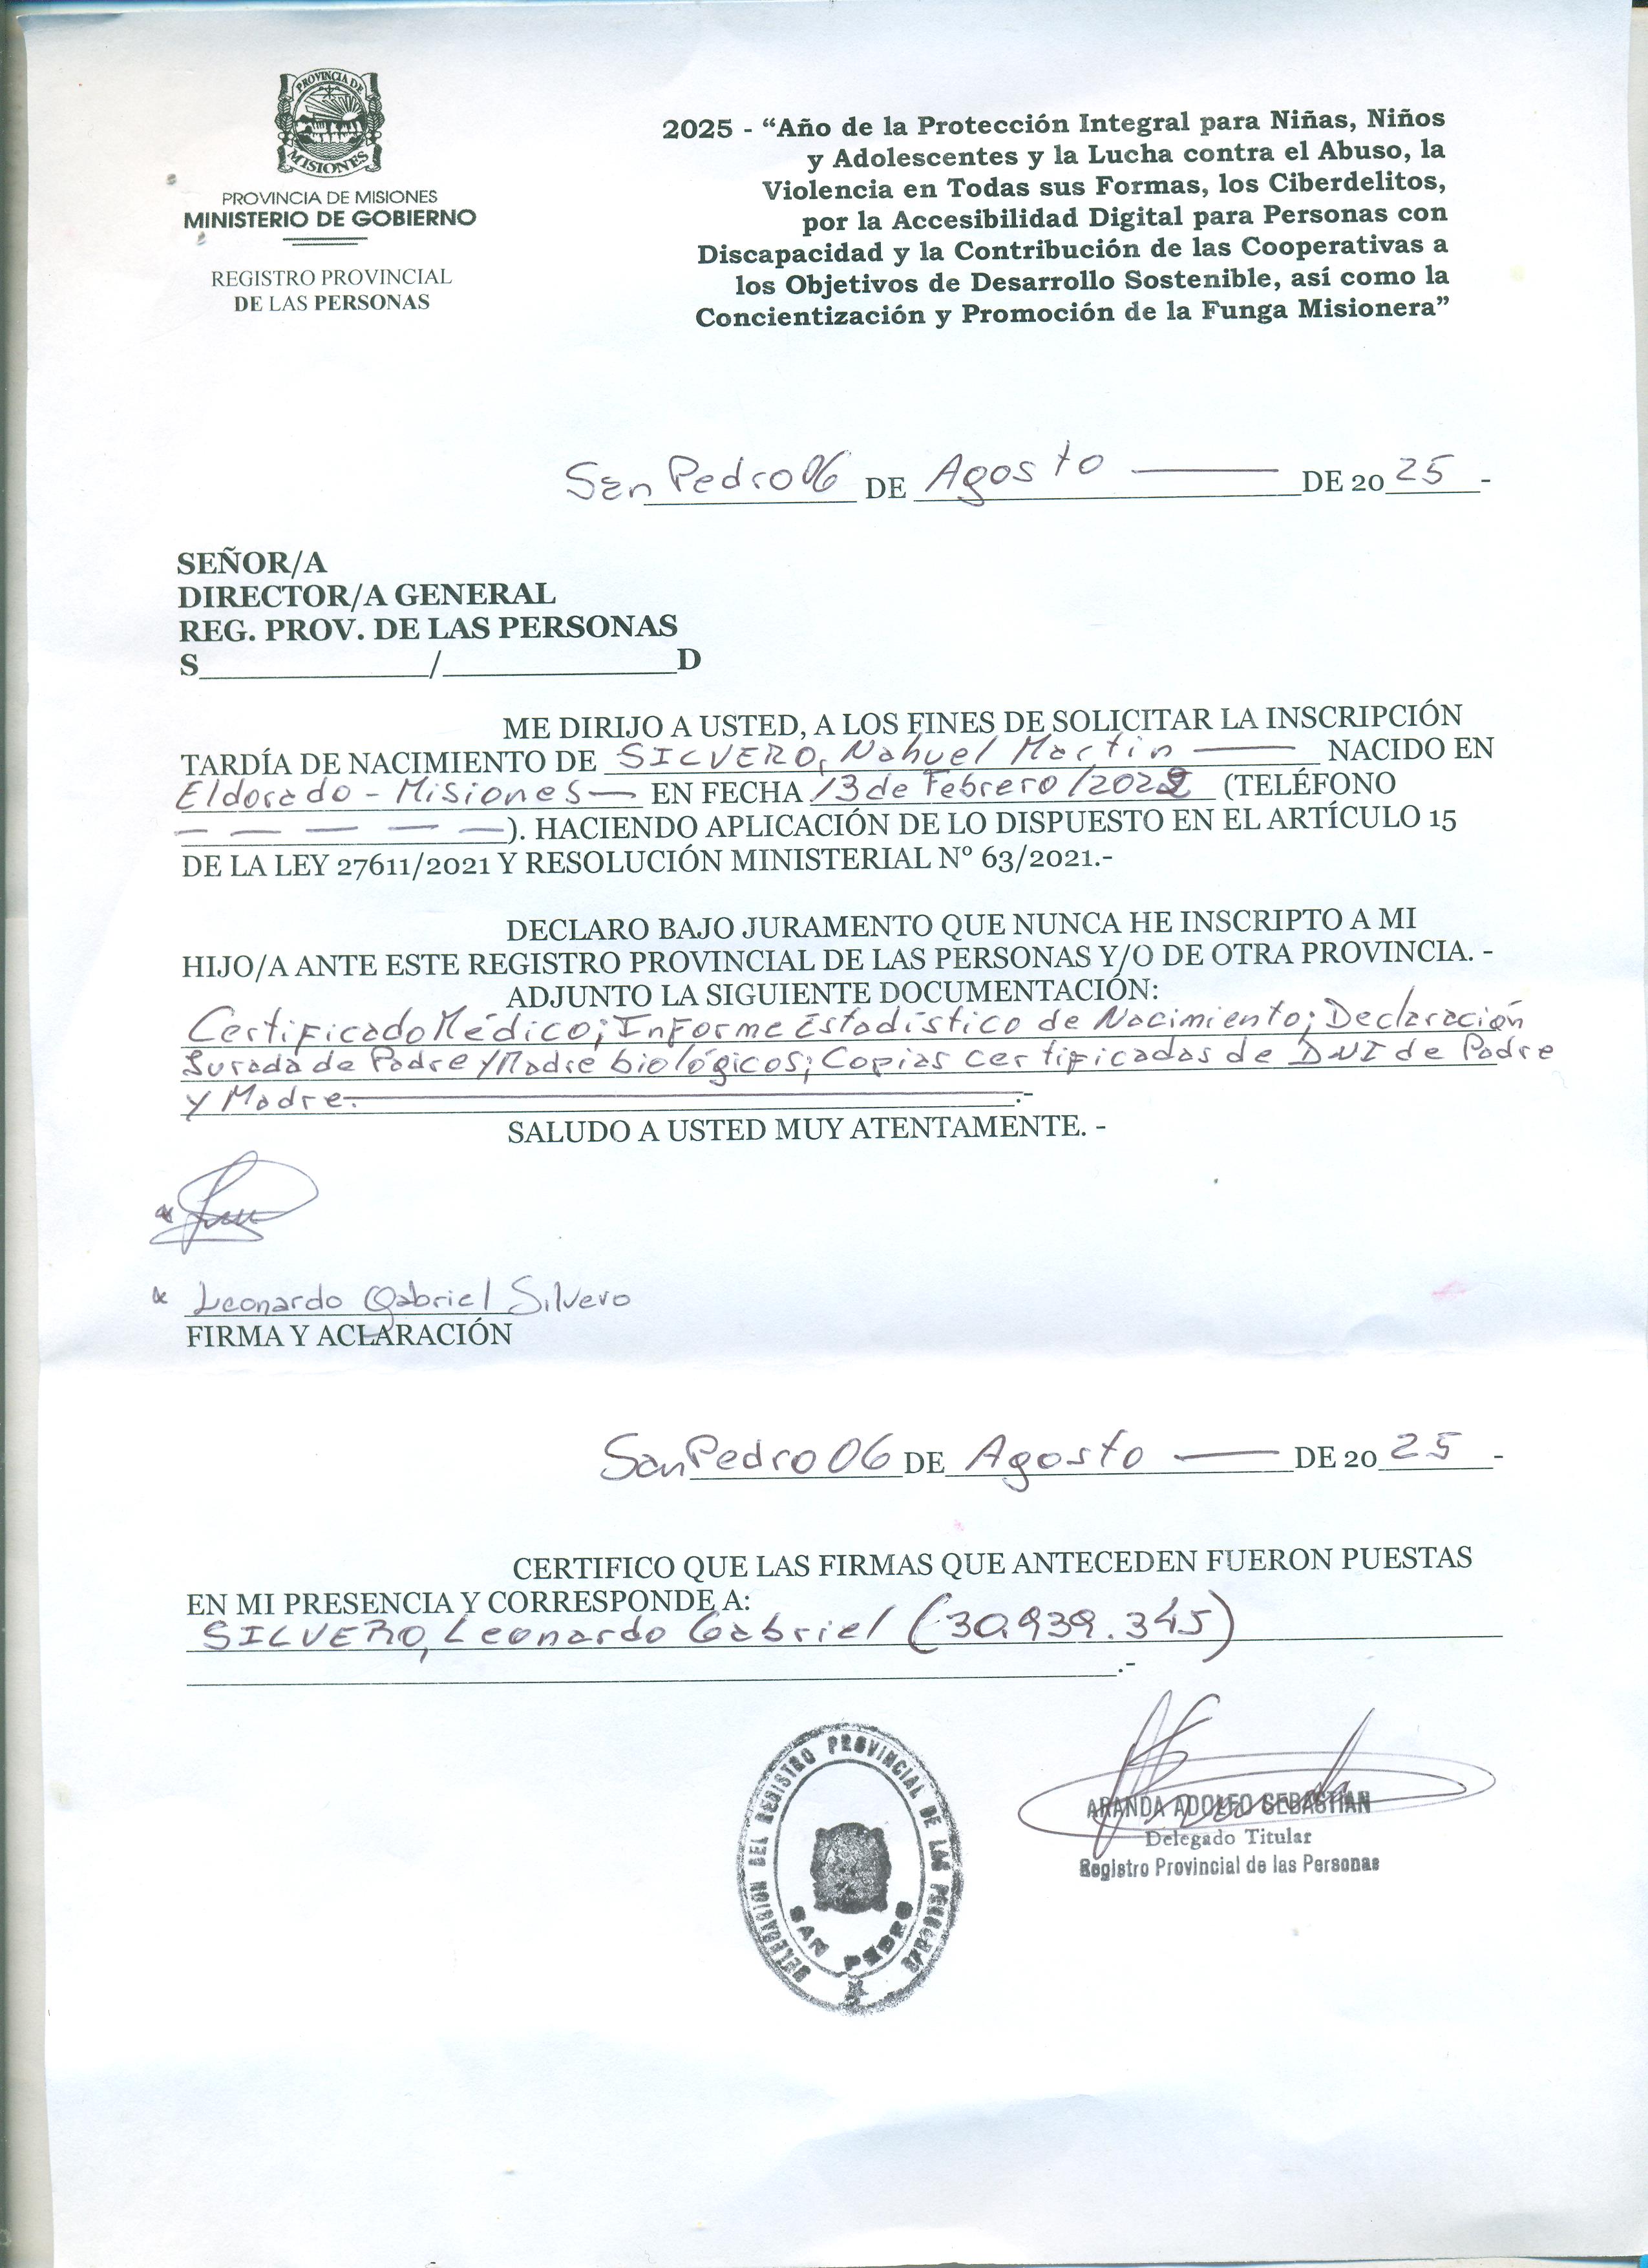 PROVINCIA DE
MISIONES
PROVINCIA DE MISIONES
MINISTERIO DE GOBIERNO
REGISTRO PROVINCIAL
DE LAS PERSONAS
2025 - “Año de la Protección Integral para Niñas, Niños
y Adolescentes y la Lucha contra el Abuso, la
Violencia en Todas sus Formas, los Ciberdelitos,
por la Accesibilidad Digital para Personas con
Discapacidad y la Contribución de las Cooperativas a
los Objetivos de Desarrollo Sostenible, así como la
Concientización y Promoción de la Funga Misionera”
San Pedro 06 DE Agosto DE 2025-
SEÑOR/A
DIRECTOR/A GENERAL
REG. PROV. DE LAS PERSONAS
S____________/____________D
ME DIRIJO A USTED, A LOS FINES DE SOLICITAR LA INSCRIPCIÓN
TARDÍA DE NACIMIENTO DE SILVERO, Nahuel Martin —— NACIDO EN
Eldorado - Misiones — EN FECHA 13 de Febrero / (TELÉFONO
— — — — —). HACIENDO APLICACIÓN DE LO DISPUESTO EN EL ARTÍCULO 15
DE LA LEY 27611/2021 Y RESOLUCIÓN MINISTERIAL Nº 63/2021.-
DECLARO BAJO JURAMENTO QUE NUNCA HE INSCRIPTO A MI
HIJO/A ANTE ESTE REGISTRO PROVINCIAL DE LAS PERSONAS Y/O DE OTRA PROVINCIA. -
ADJUNTO LA SIGUIENTE DOCUMENTACIÓN:
Certificado Médico; Informe Estadístico de Nacimiento; Declaración
Jurada de Padre y Madre biológicos; Copias certificadas de DNI de Padre
y Madre. .-
SALUDO A USTED MUY ATENTAMENTE. -
Leonardo Gabriel Silvero
FIRMA Y ACLARACIÓN
San Pedro 06 DE Agosto DE 2025-
CERTIFICO QUE LAS FIRMAS QUE ANTECEDEN FUERON PUESTAS
EN MI PRESENCIA Y CORRESPONDE A:
SILVERO, Leonardo Gabriel (30.939.345)
.-
DELEGACION DEL REGISTRO PROVINCIAL DE LAS PERSONAS
SAN PEDRO
ARANDA ADOLFO SEBASTIAN
Delegado Titular
Registro Provincial de las Personas